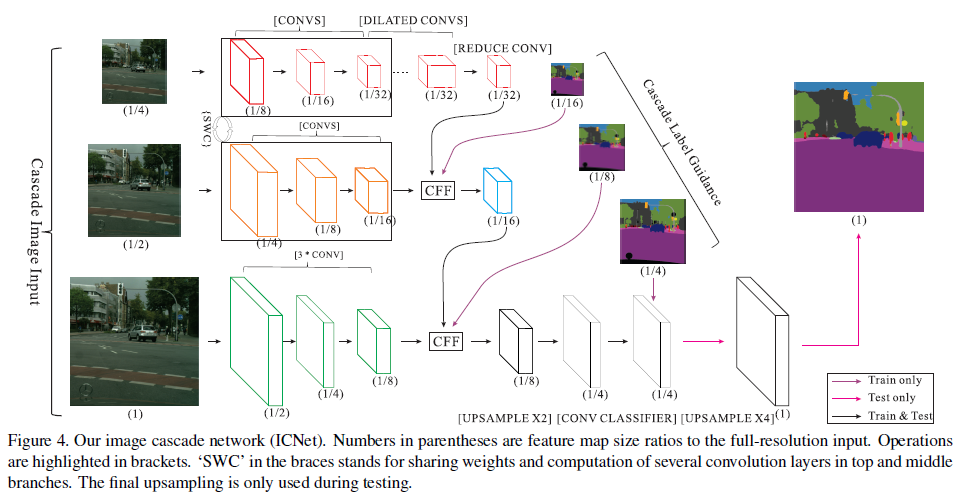 [CONVS] [DILATED CONVS]
[REDUCE CONV]
(1/4)
(1/8)
(1/16)
(1/32)
(1/32)
(1/32)
(1/16)
{SWC}
[CONVS]
Cascade Image Input
Cascade Label Guidance
(1/2)
(1/4)
(1/8)
(1/16)
CFF
(1/16)
(1/8)
(1)
[3 * CONV]
(1/4)
(1)
(1/2)
(1/4)
(1/8)
CFF
(1/8)
(1/4)
(1/4)
(1)
[UPSAMPLE X2] [CONV CLASSIFIER] [UPSAMPLE X4]
Train only
Test only
Train & Test
Figure 4. Our image cascade network (ICNet). Numbers in parentheses are feature map size ratios to the full-resolution input. Operations
are highlighted in brackets. ‘SWC’ in the braces stands for sharing weights and computation of several convolution layers in top and middle
branches. The final upsampling is only used during testing.